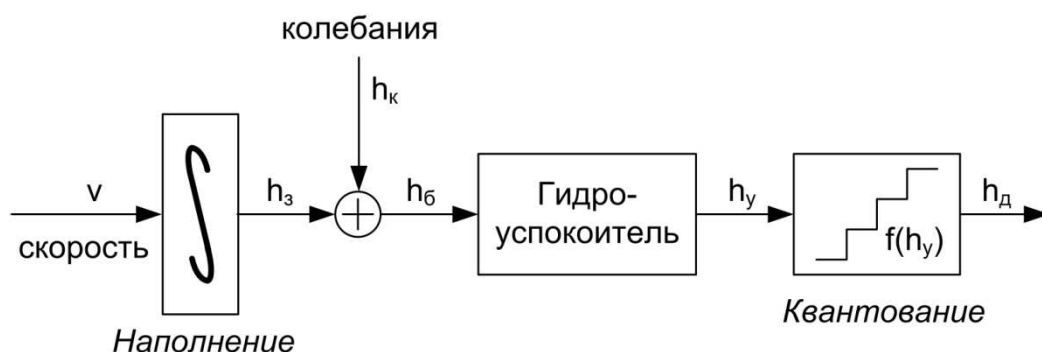 колебания
hк
v
скорость
hз
hб
Гидро-
успокоитель
hу
f(hу)
hд
Наполнение
Квантование